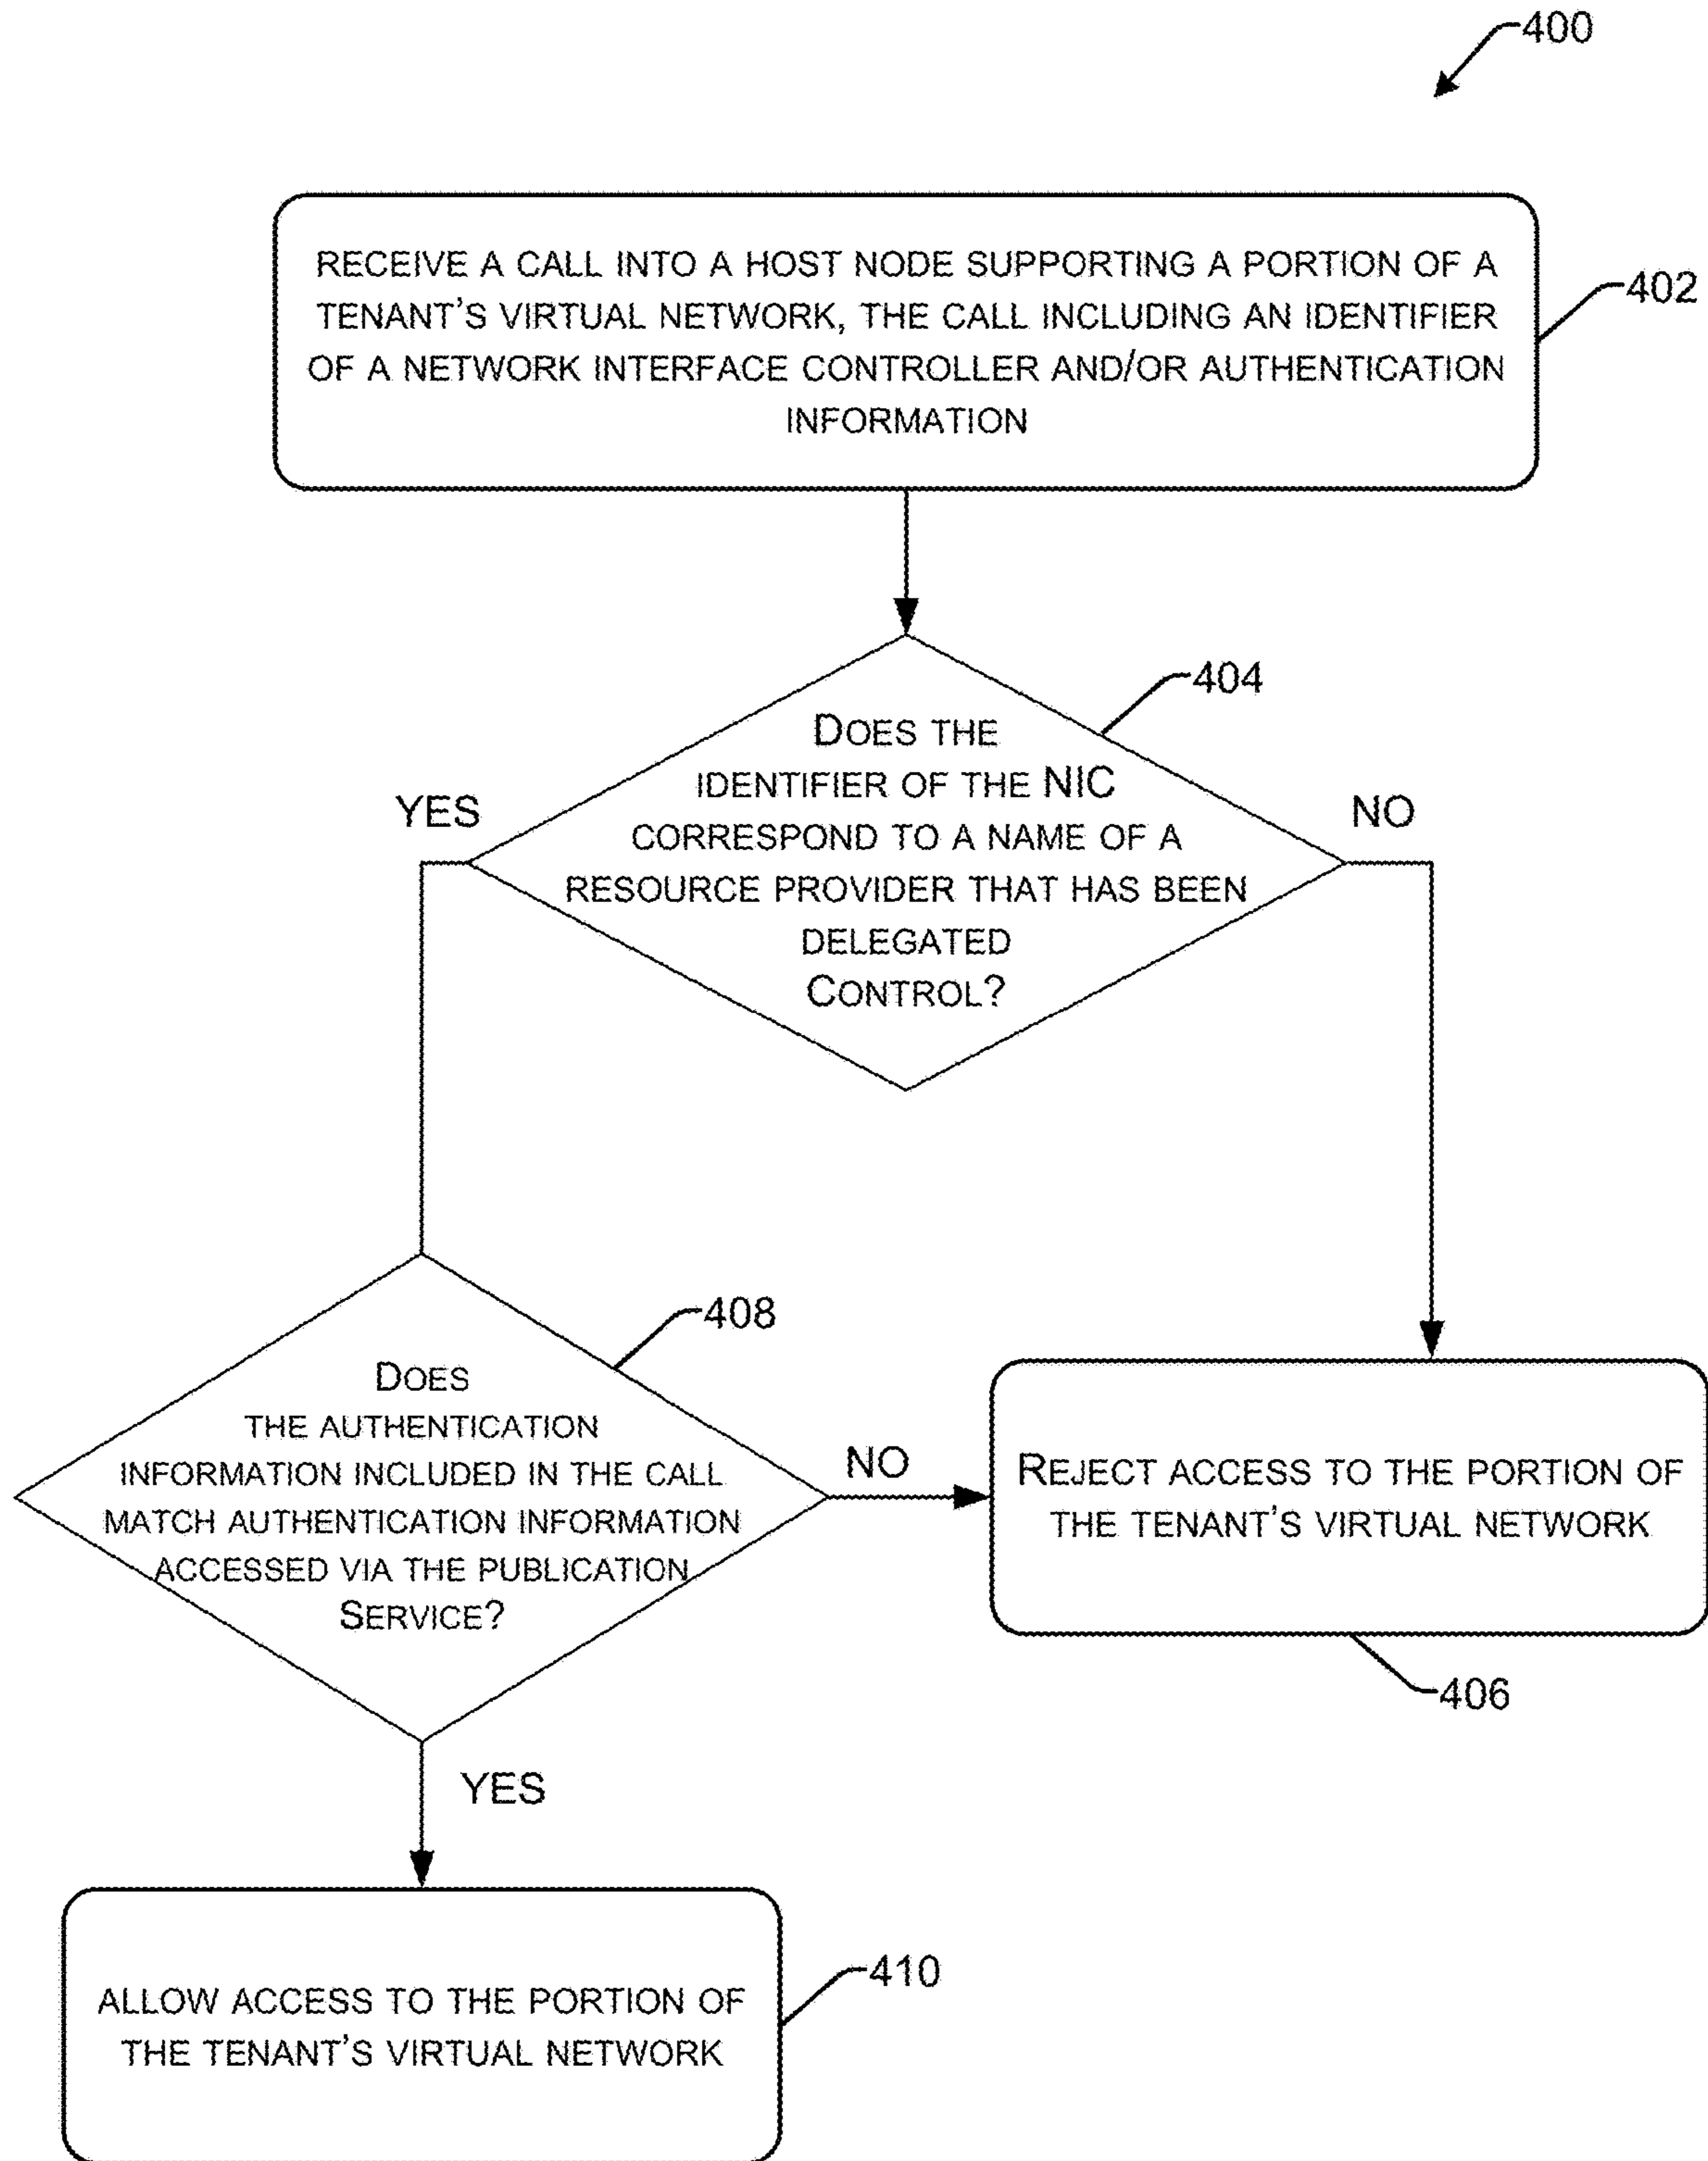 400
RECEIVE A CALL INTO A HOST NODE SUPPORTING A PORTION OF A
TENANT'S VIRTUAL NETWORK, THE CALL INCLUDING AN IDENTIFIER
OF A NETWORK INTERFACE CONTROLLER AND/OR AUTHENTICATION
INFORMATION
402
404
DOES THE
IDENTIFIER OF THE NIC
CORRESPOND TO A NAME OF A
RESOURCE PROVIDER THAT HAS BEEN
DELEGATED
CONTROL?
YES
NO
408
DOES
THE AUTHENTICATION
INFORMATION INCLUDED IN THE CALL
MATCH AUTHENTICATION INFORMATION
ACCESSED VIA THE PUBLICATION
SERVICE?
NO
REJECT ACCESS TO THE PORTION OF
THE TENANT'S VIRTUAL NETWORK
406
YES
ALLOW ACCESS TO THE PORTION OF
THE TENANT'S VIRTUAL NETWORK
410